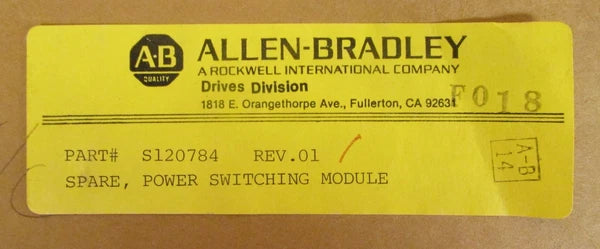 A-B
QUALITY
ALLEN-BRADLEY
A ROCKWELL INTERNATIONAL COMPANY
Drives Division
1818 E. Orangethorpe Ave., Fullerton, CA 92631
F018
PART# S120784 REV.01
SPARE, POWER SWITCHING MODULE
A-B
14